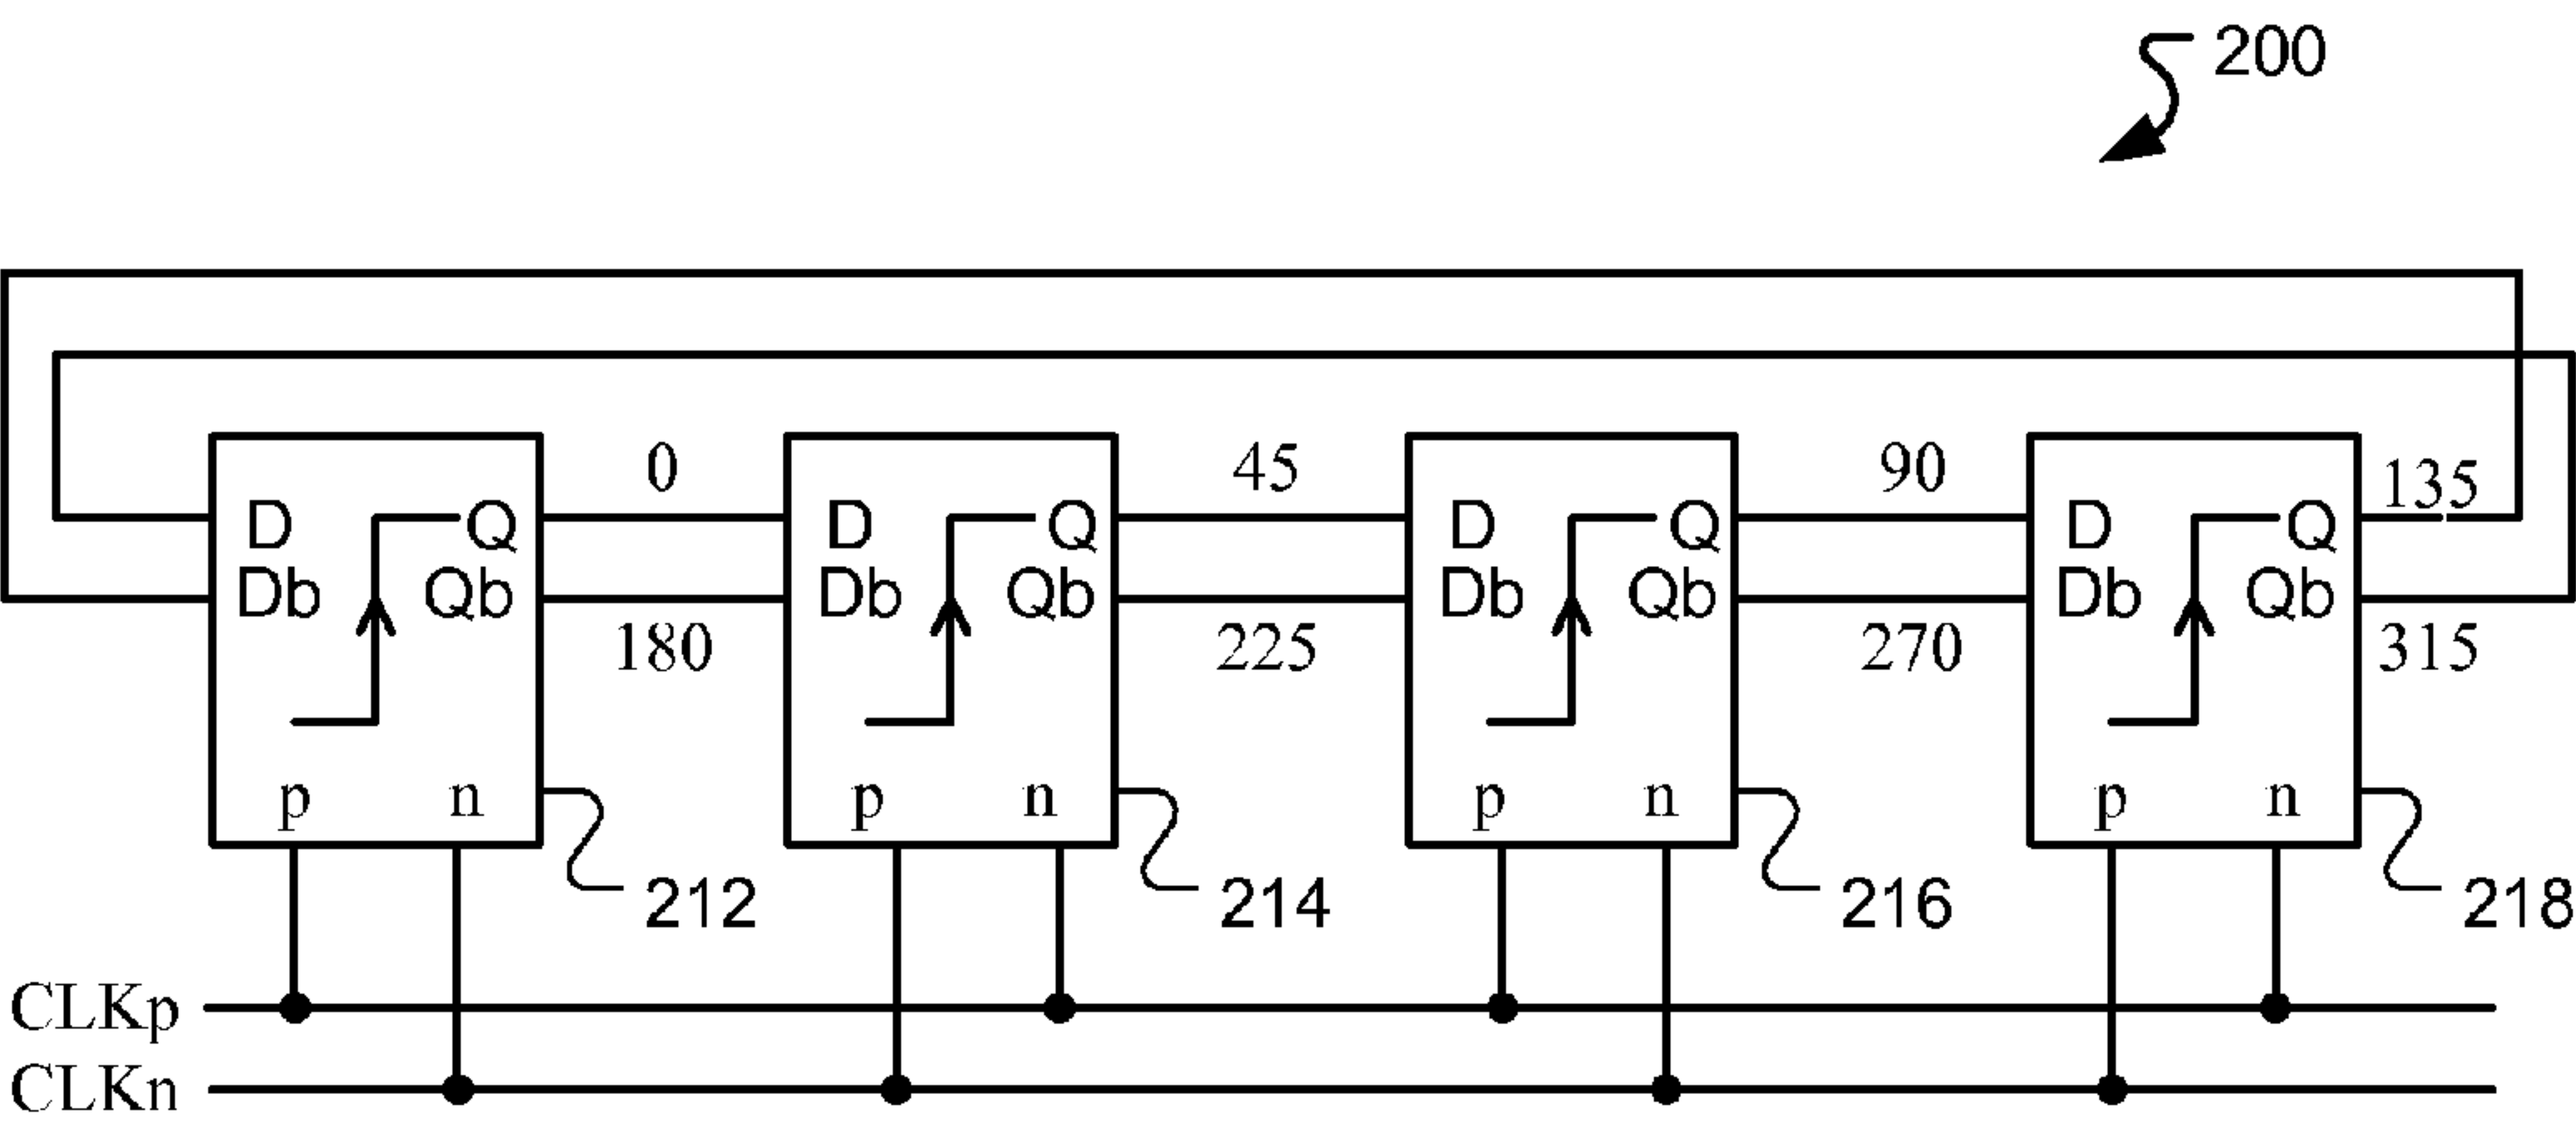 200
0 45 90 135
D Q D Q D Q D Q
Db Qb Db Qb Db Qb Db Qb
180 225 270 315
p n p n p n p n
212 214 216 218
CLKp
CLKn